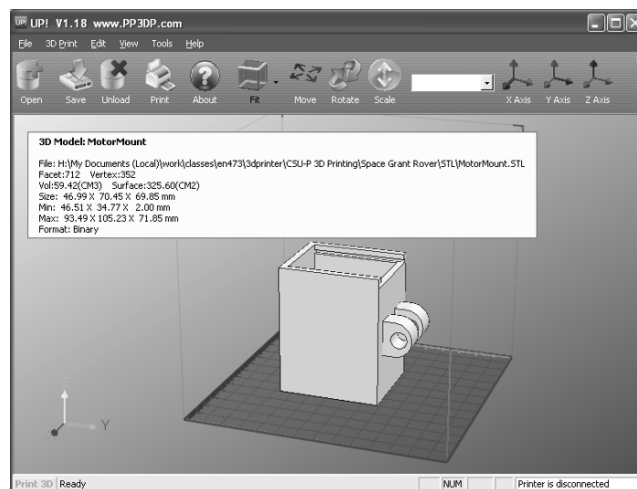 UP! V1.18 www.PP3DP.com
File 3D Print Edit View Tools Help
Open Save Unload Print About Fit Move Rotate Scale X Axis Y Axis Z Axis
3D Model: MotorMount
File: H:\My Documents (Local)\work\classes\en473\3dprinter\CSU-P 3D Printing\Space Grant Rover\STL\MotorMount.STL
Facet:712 Vertex:352
Vol:59.42(CM3) Surface:325.60(CM2)
Size: 46.99 X 70.45 X 69.85 mm
Min: 46.51 X 34.77 X 2.00 mm
Max: 93.49 X 105.23 X 71.85 mm
Format: Binary
Y
Print 3D Ready NUM Printer is disconnected